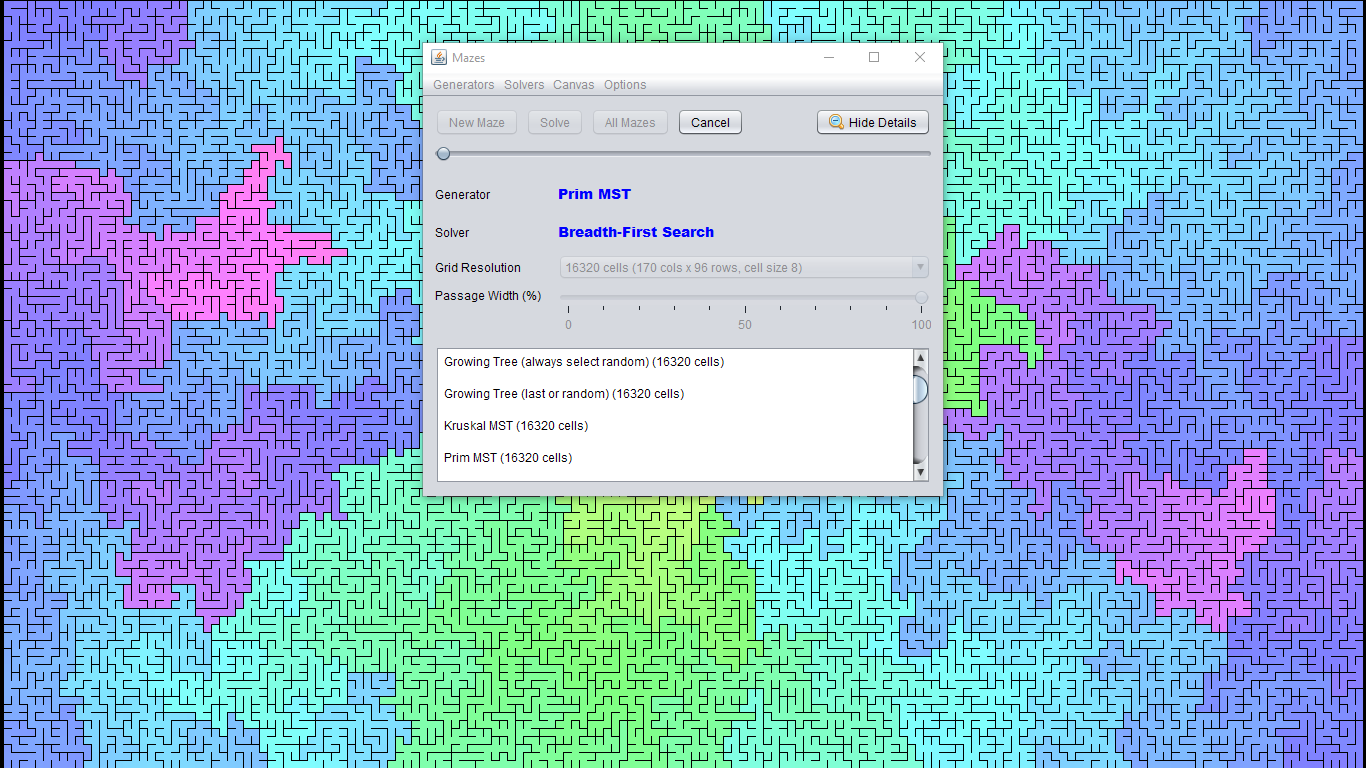 Mazes
Generators Solvers Canvas Options
New Maze Solve All Mazes Cancel Hide Details
Generator Prim MST
Solver Breadth-First Search
Grid Resolution 16320 cells (170 cols x 96 rows, cell size 8)
Passage Width (%)
0 50 100
Growing Tree (always select random) (16320 cells)
Growing Tree (last or random) (16320 cells)
Kruskal MST (16320 cells)
Prim MST (16320 cells)